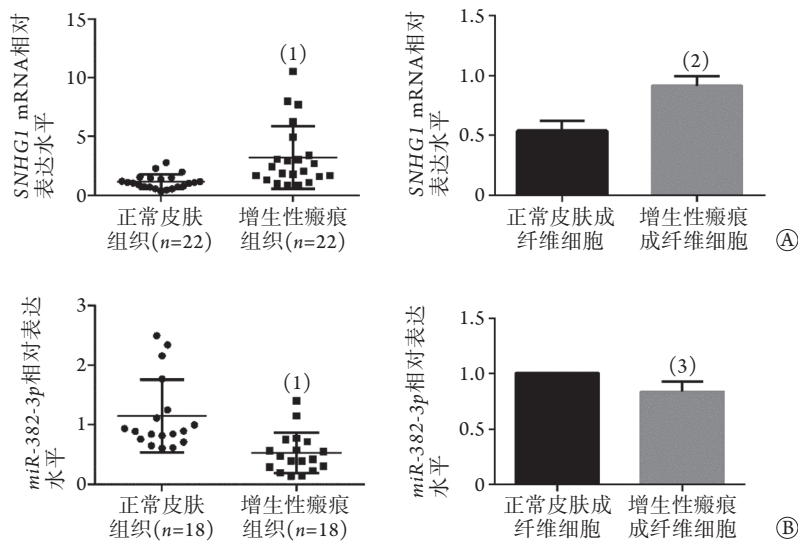 SNHG1 mRNA相对
表达水平
15
10
5
0
(1)
正常皮肤
组织(n=22)
增生性瘢痕
组织(n=22)
SNHG1 mRNA相对
表达水平
1.5
1.0
0.5
0
(2)
正常皮肤成
纤维细胞
增生性瘢痕
成纤维细胞
Ⓐ
miR-382-3p相对表达
水平
3
2
1
0
(1)
正常皮肤
组织(n=18)
增生性瘢痕
组织(n=18)
miR-382-3p相对表达
水平
1.5
1.0
0.5
0
(3)
正常皮肤成
纤维细胞
增生性瘢痕
成纤维细胞
Ⓑ